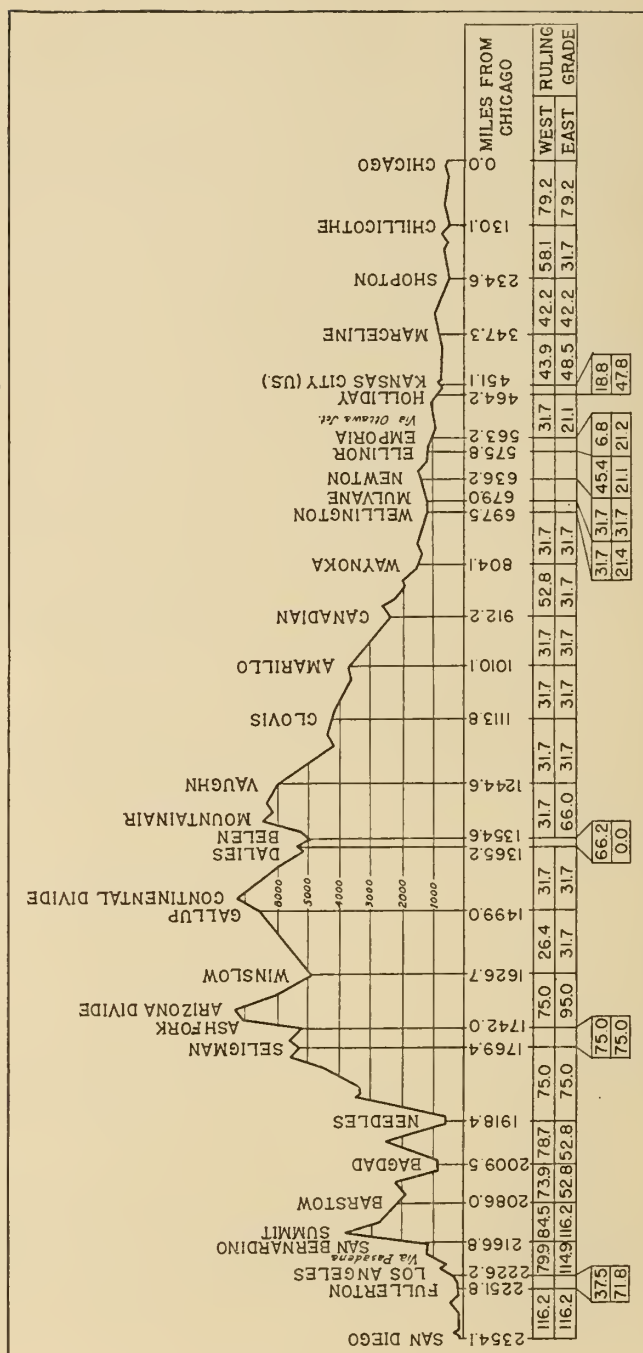 CHICAGO
CHILLICOTHE
SHOPTON
MARCELINE
KANSAS CITY (U.S.)
HOLLIDAY
Via Ottawa Jct.
EMPORIA
ELLINOR
NEWTON
MULVANE
WELLINGTON
WAYNOKA
CANADIAN
AMARILLO
CLOVIS
VAUGHN
MOUNTAINAIR
BELEN
DALIES
CONTINENTAL DIVIDE
GALLUP
WINSLOW
ARIZONA DIVIDE
ASHFORK
SELIGMAN
NEEDLES
BAGDAD
BARSTOW
SUMMIT
SAN BERNARDINO
Via Pasadena
LOS ANGELES
FULLERTON
SAN DIEGO
6000
5000
4000
3000
2000
1000
MILES FROM
CHICAGO
0.0
130.1
234.6
347.3
451.1
464.2
563.2
575.8
636.2
679.0
697.5
804.1
912.2
1010.1
1113.8
1244.6
1354.6
1365.2
1499.0
1626.7
1742.0
1769.4
1918.4
2009.5
2086.0
2166.8
2226.2
2251.8
2354.1
RULING
GRADE
WEST 79.2 58.1 42.2 43.9 31.7 31.7 52.8 31.7 31.7 31.7 31.7 31.7 26.4 75.0 75.0 78.7 73.9 84.5 79.9 116.2
EAST 79.2 31.7 42.2 48.5 21.1 31.7 31.7 31.7 31.7 31.7 66.0 31.7 31.7 95.0 75.0 52.8 52.8 116.2 114.9 116.2
18.8
47.8
6.8 45.4 31.7 31.7
21.2 21.1 31.7 21.4
66.2
0.0
75.0
75.0
37.5
71.8